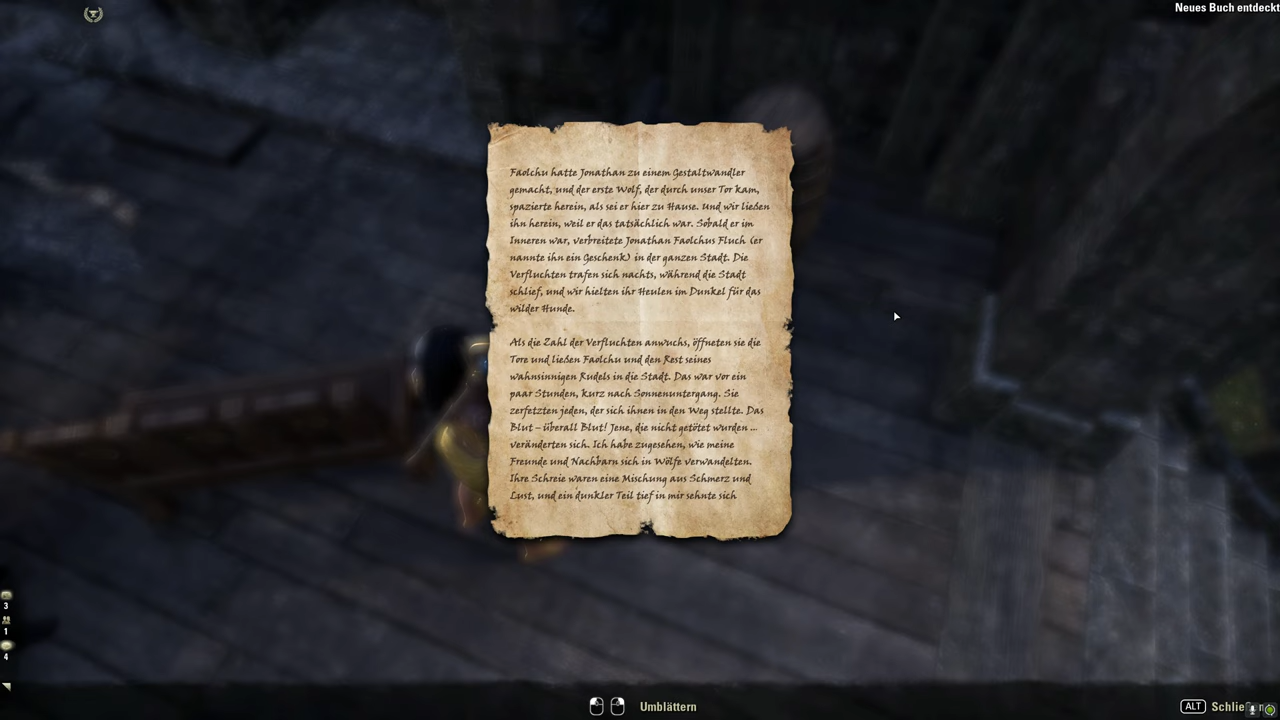 Neues Buch entdeckt
Faolchu hatte Jonathan zu einem Gestaltwandler
gemacht, und der erste Wolf, der durch unser Tor kam,
spazierte herein, als sei er hier zu Hause. Und wir ließen
ihn herein, weil er das tatsächlich war. Sobald er im
Inneren war, verbreitete Jonathan Faolchus Fluch (er
nannte ihn ein Geschenk) in der ganzen Stadt. Die
Verfluchten trafen sich nachts, während die Stadt
schlief, und wir hielten ihr Heulen im Dunkel für das
wilder Hunde.
Als die Zahl der Verfluchten anwuchs, öffneten sie die
Tore und ließen Faolchu und den Rest seines
wahnsinnigen Rudels in die Stadt. Das war vor ein
paar Stunden, kurz nach Sonnenuntergang. Sie
zerfetzten jeden, der sich ihnen in den Weg stellte. Das
Blut – überall Blut! Jene, die nicht getötet wurden ...
veränderten sich. Ich habe zugesehen, wie meine
Freunde und Nachbarn sich in Wölfe verwandelten.
Ihre Schreie waren eine Mischung aus Schmerz und
Lust, und ein dunkler Teil tief in mir sehnte sich
3
1
4
Umblättern
ALT